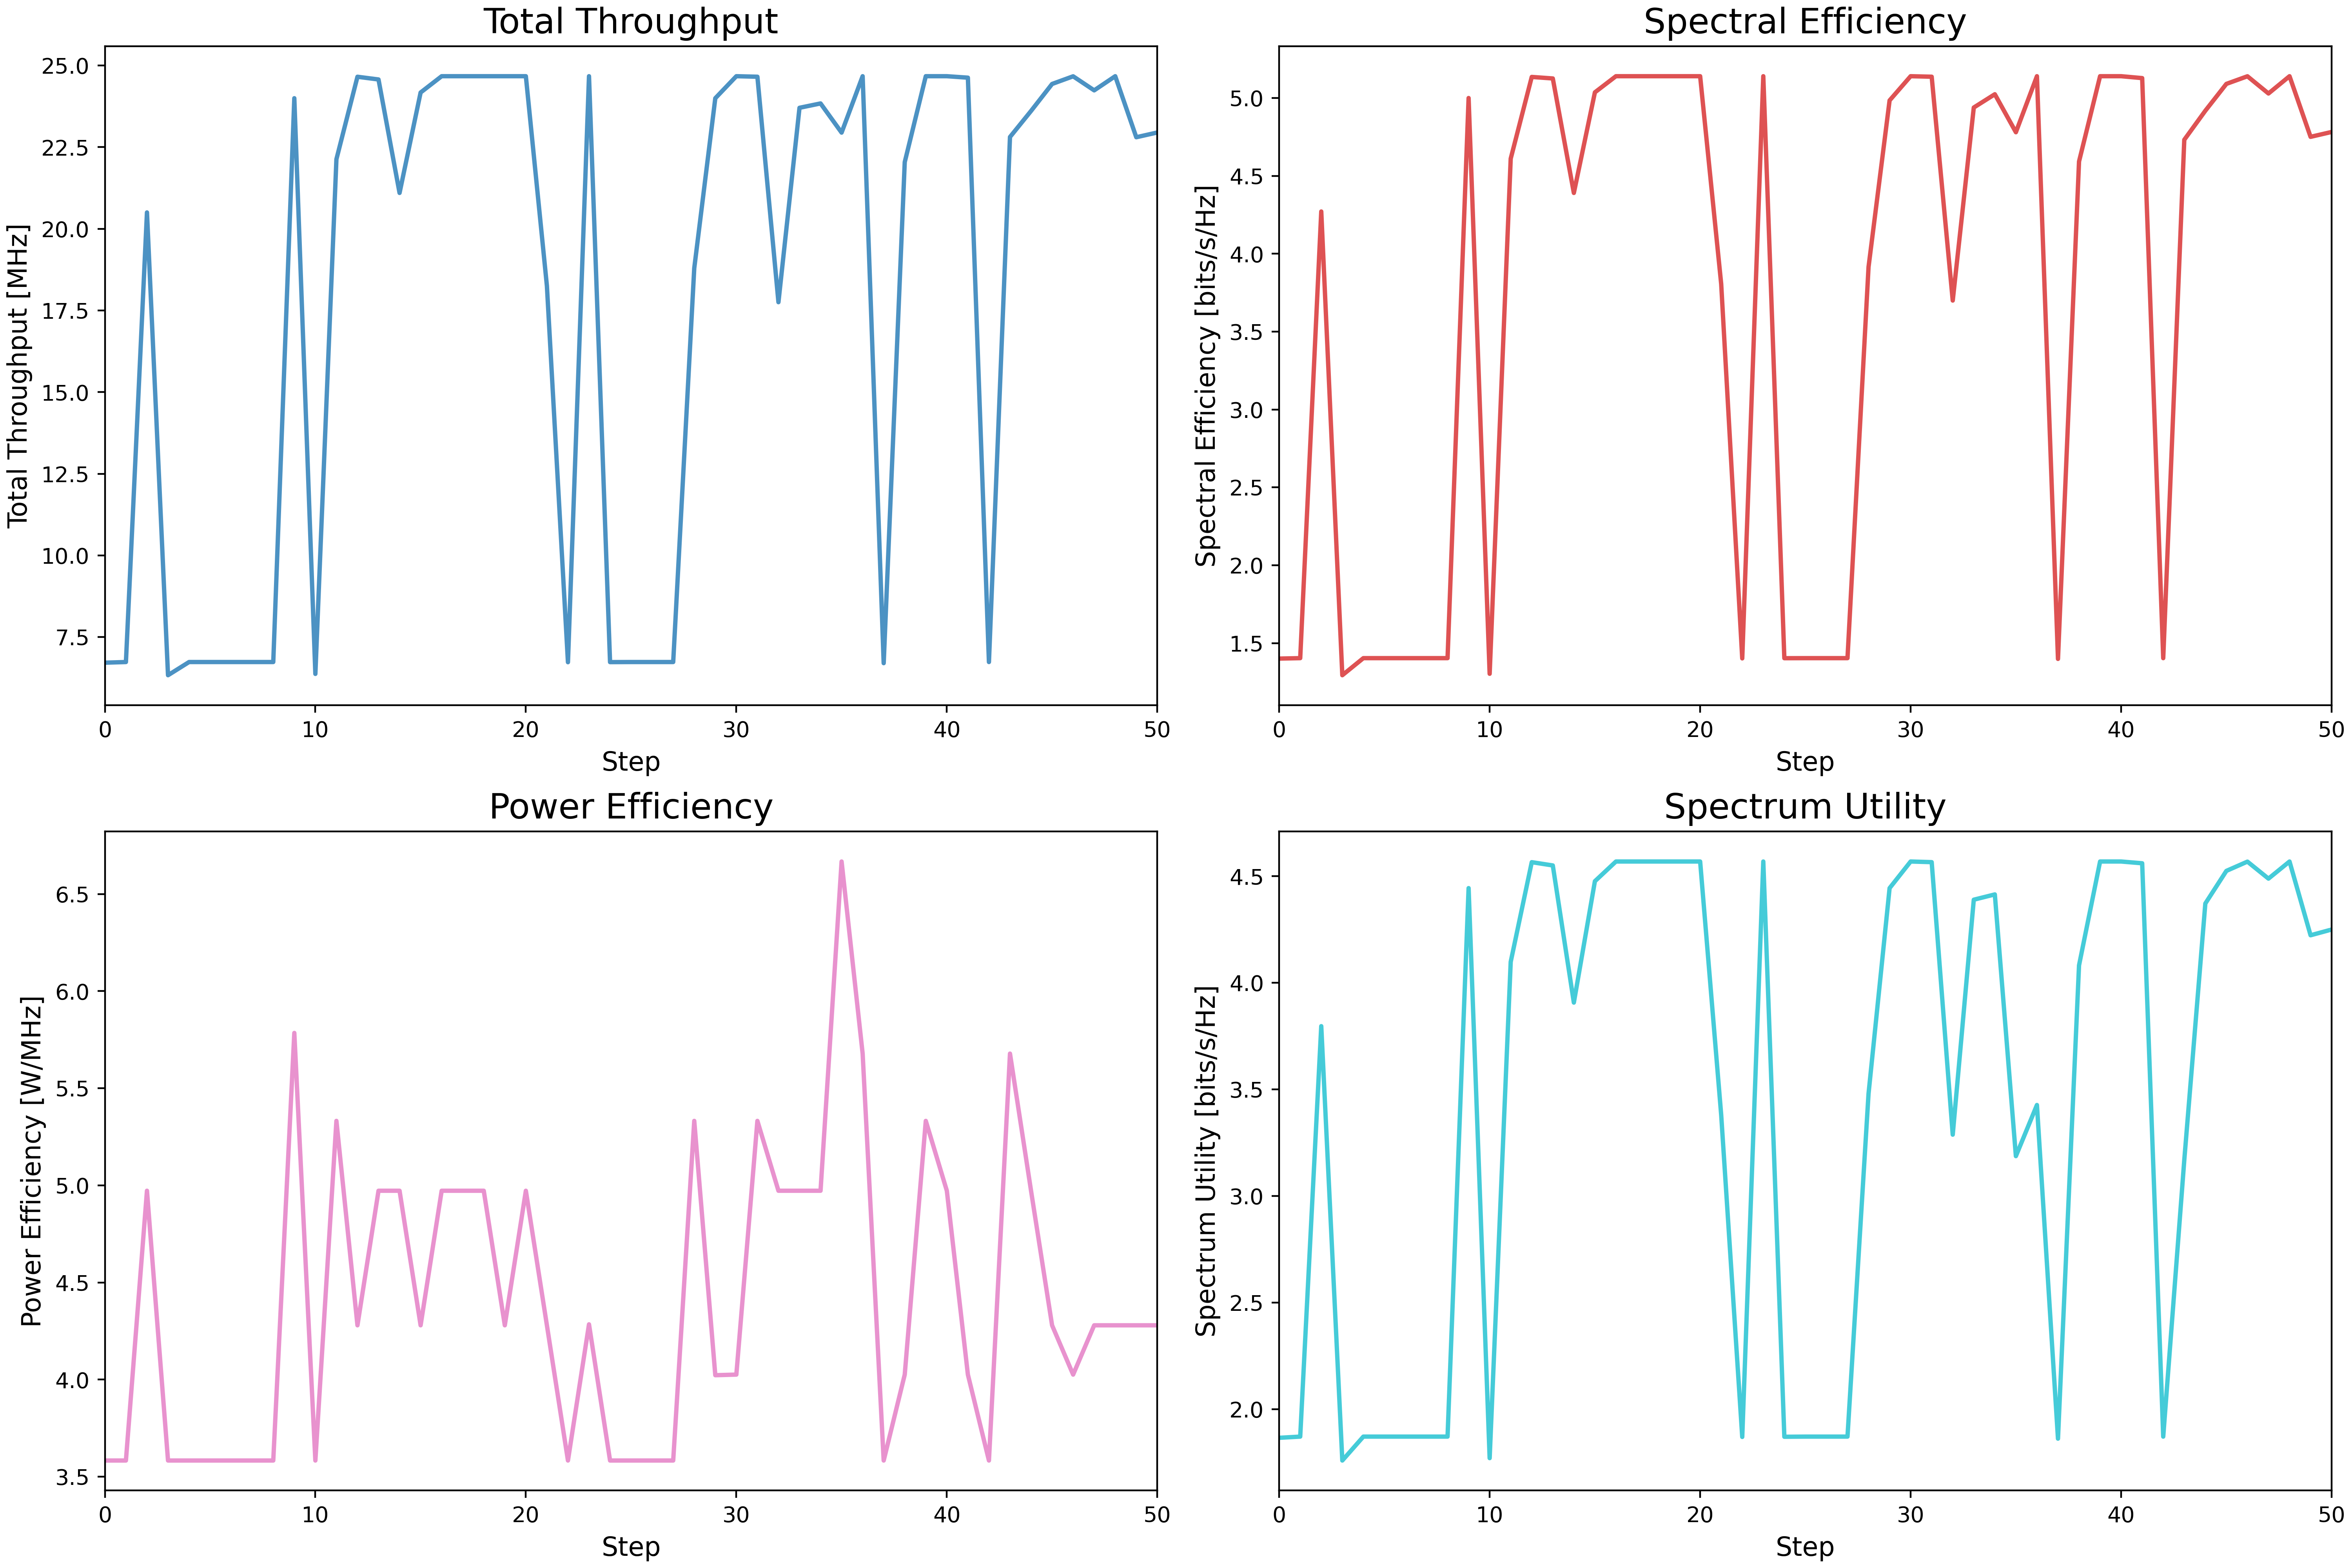 Total Throughput
Total Throughput [MHz]
25.0
22.5
20.0
17.5
15.0
12.5
10.0
7.5
0 10 20 30 40 50
Step
Spectral Efficiency
Spectral Efficiency [bits/s/Hz]
5.0
4.5
4.0
3.5
3.0
2.5
2.0
1.5
0 10 20 30 40 50
Step
Power Efficiency
Power Efficiency [W/MHz]
6.5
6.0
5.5
5.0
4.5
4.0
3.5
0 10 20 30 40 50
Step
Spectrum Utility
Spectrum Utility [bits/s/Hz]
4.5
4.0
3.5
3.0
2.5
2.0
0 10 20 30 40 50
Step